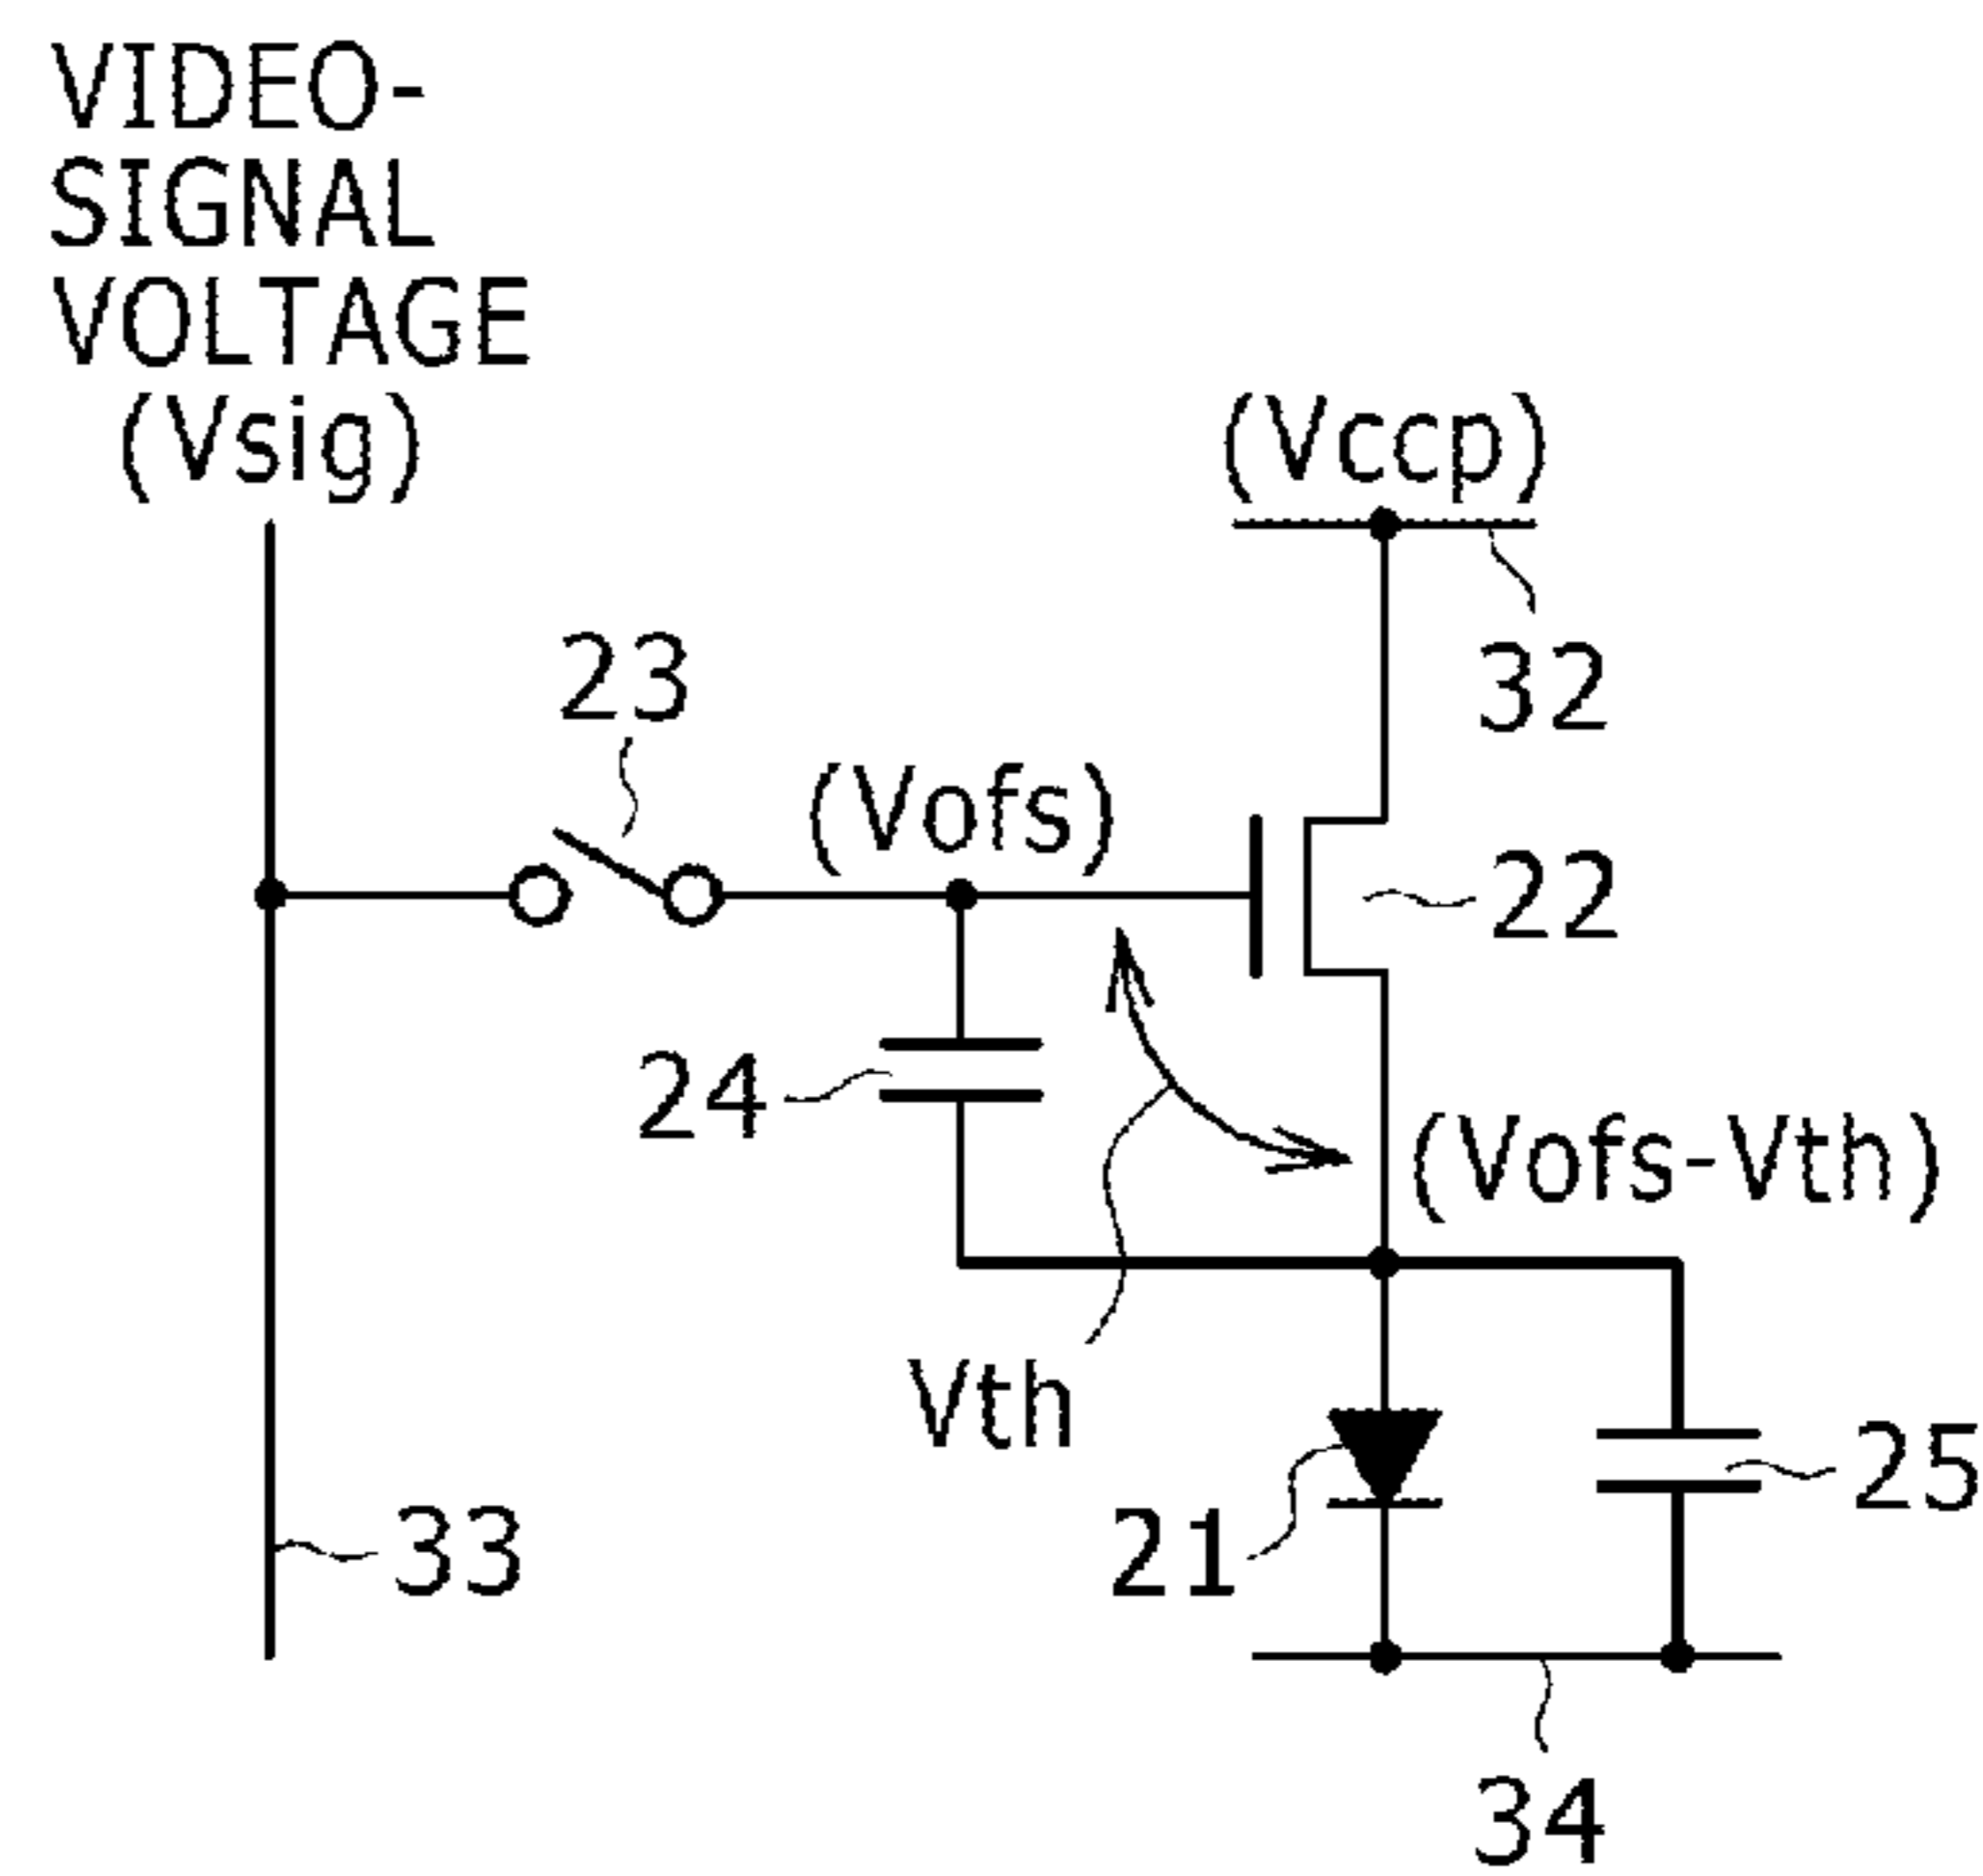 VIDEO-
SIGNAL
VOLTAGE
(Vsig)
(Vccp)
23
32
(Vofs)
22
24
(Vofs-Vth)
Vth
25
21
33
34